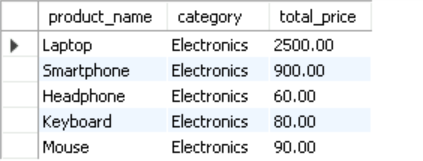 product_name category total_price
Laptop Electronics 2500.00
Smartphone Electronics 900.00
Headphone Electronics 60.00
Keyboard Electronics 80.00
Mouse Electronics 90.00